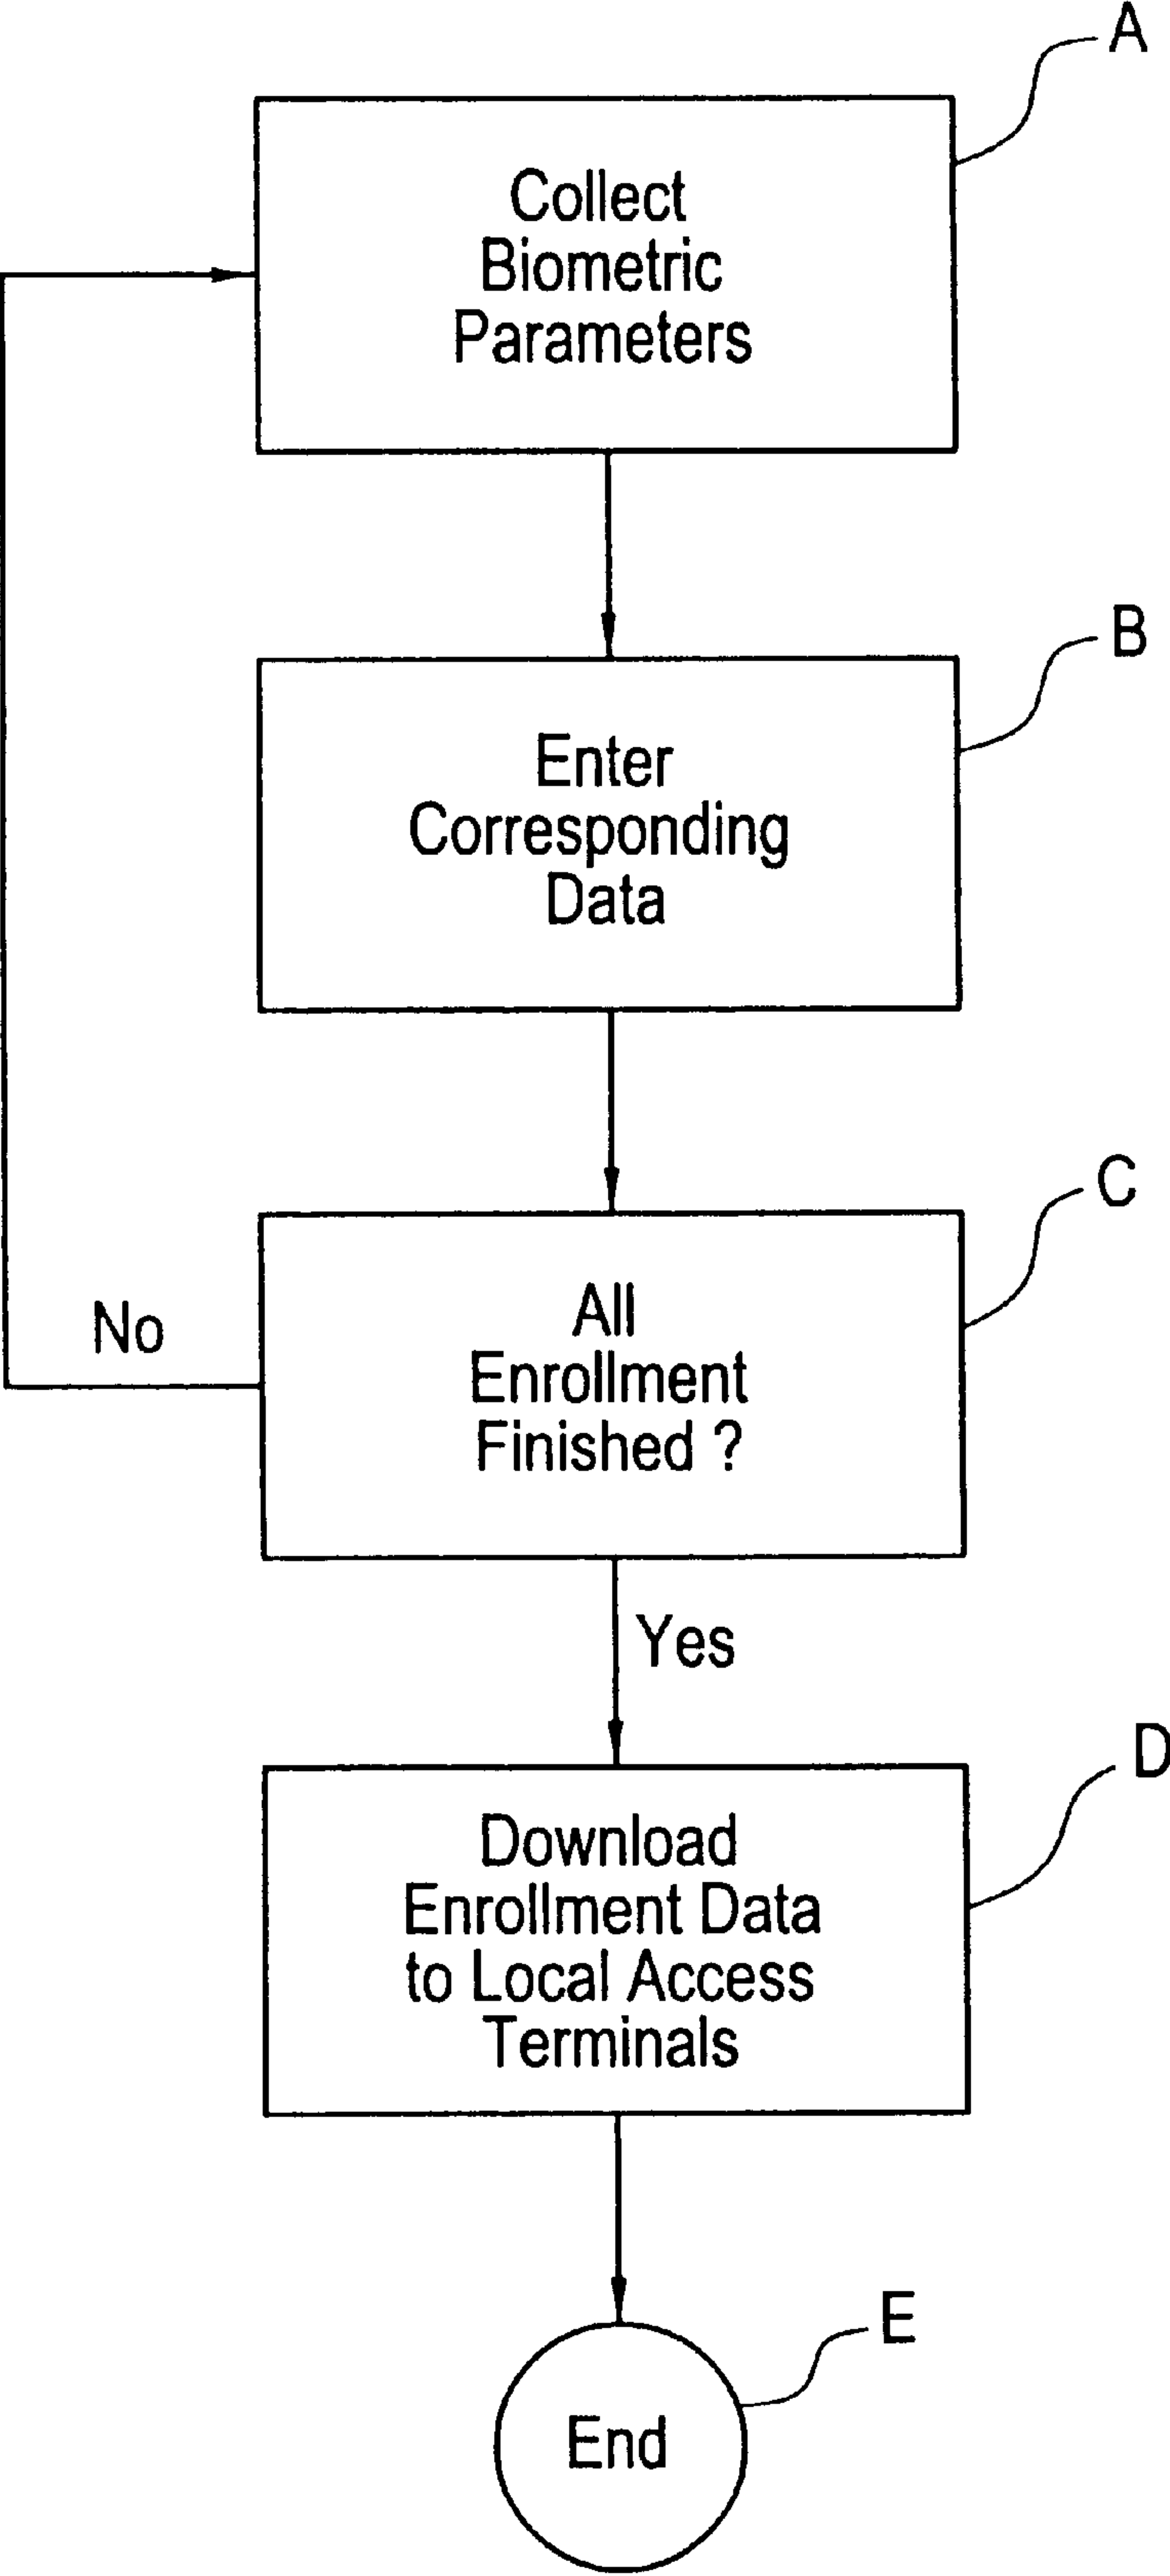 A
Collect
Biometric
Parameters
B
Enter
Corresponding
Data
C
All
Enrollment
Finished ?
No
Yes
D
Download
Enrollment Data
to Local Access
Terminals
E
End